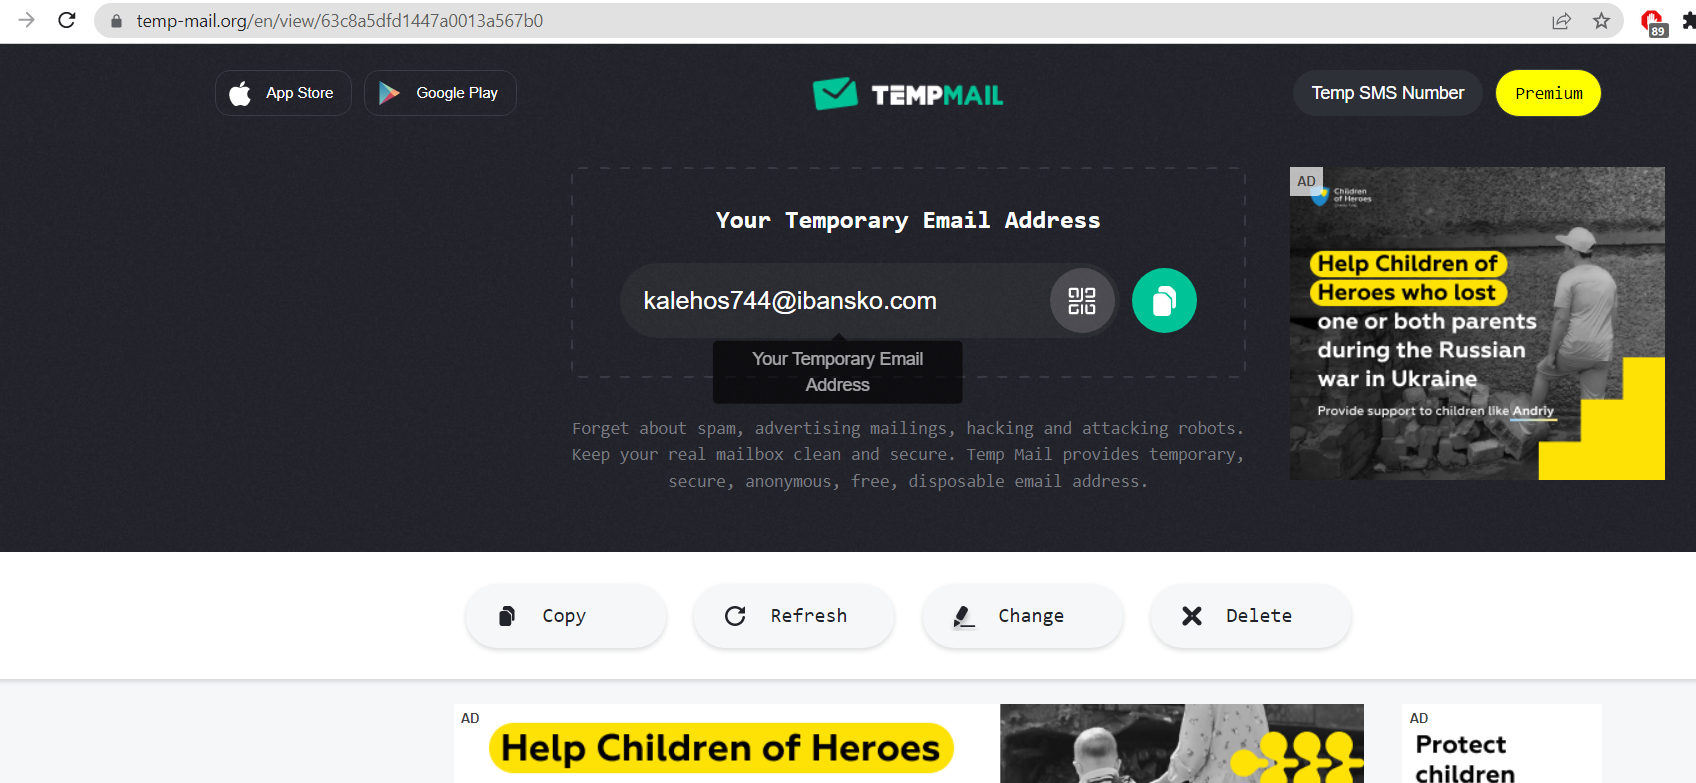 temp-mail.org/en/view/63c8a5dfd1447a0013a567b0
89
App Store
Google Play
TEMPMAIL
Temp SMS Number
Premium
Your Temporary Email Address
kalehos744@ibansko.com
Your Temporary Email
Address
Forget about spam, advertising mailings, hacking and attacking robots.
Keep your real mailbox clean and secure. Temp Mail provides temporary,
secure, anonymous, free, disposable email address.
AD
Children
of Heroes
Help Children of
Heroes who lost
one or both parents
during the Russian
war in Ukraine
Provide support to children like Andriy
Copy
Refresh
Change
Delete
AD
Help Children of Heroes
AD
Protect
children